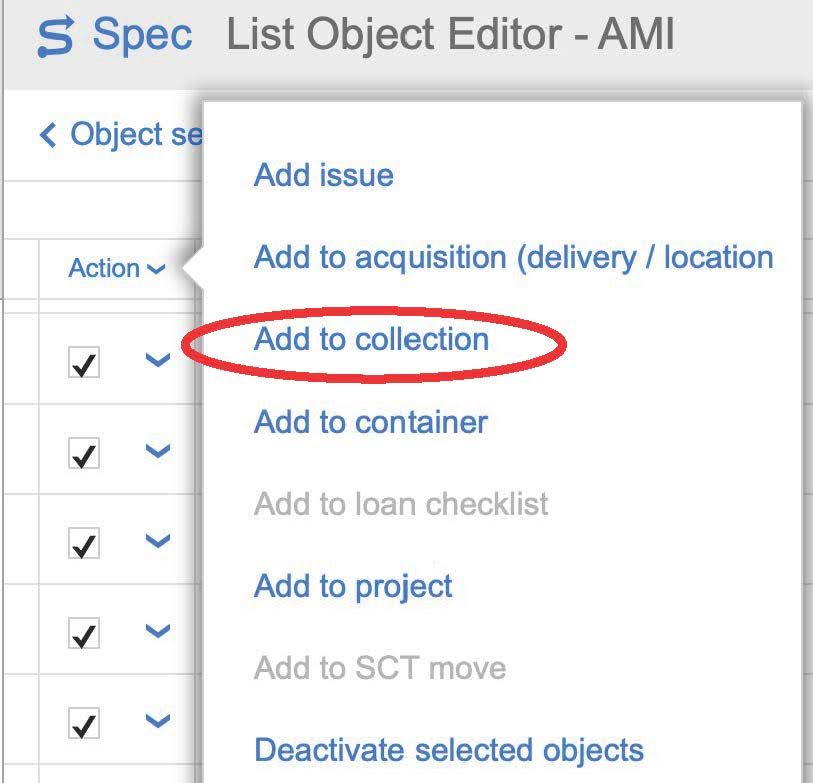 Spec List Object Editor - AMI
Object se
Add issue
Action
Add to acquisition (delivery / location
Add to collection
Add to container
Add to loan checklist
Add to project
Add to SCT move
Deactivate selected objects